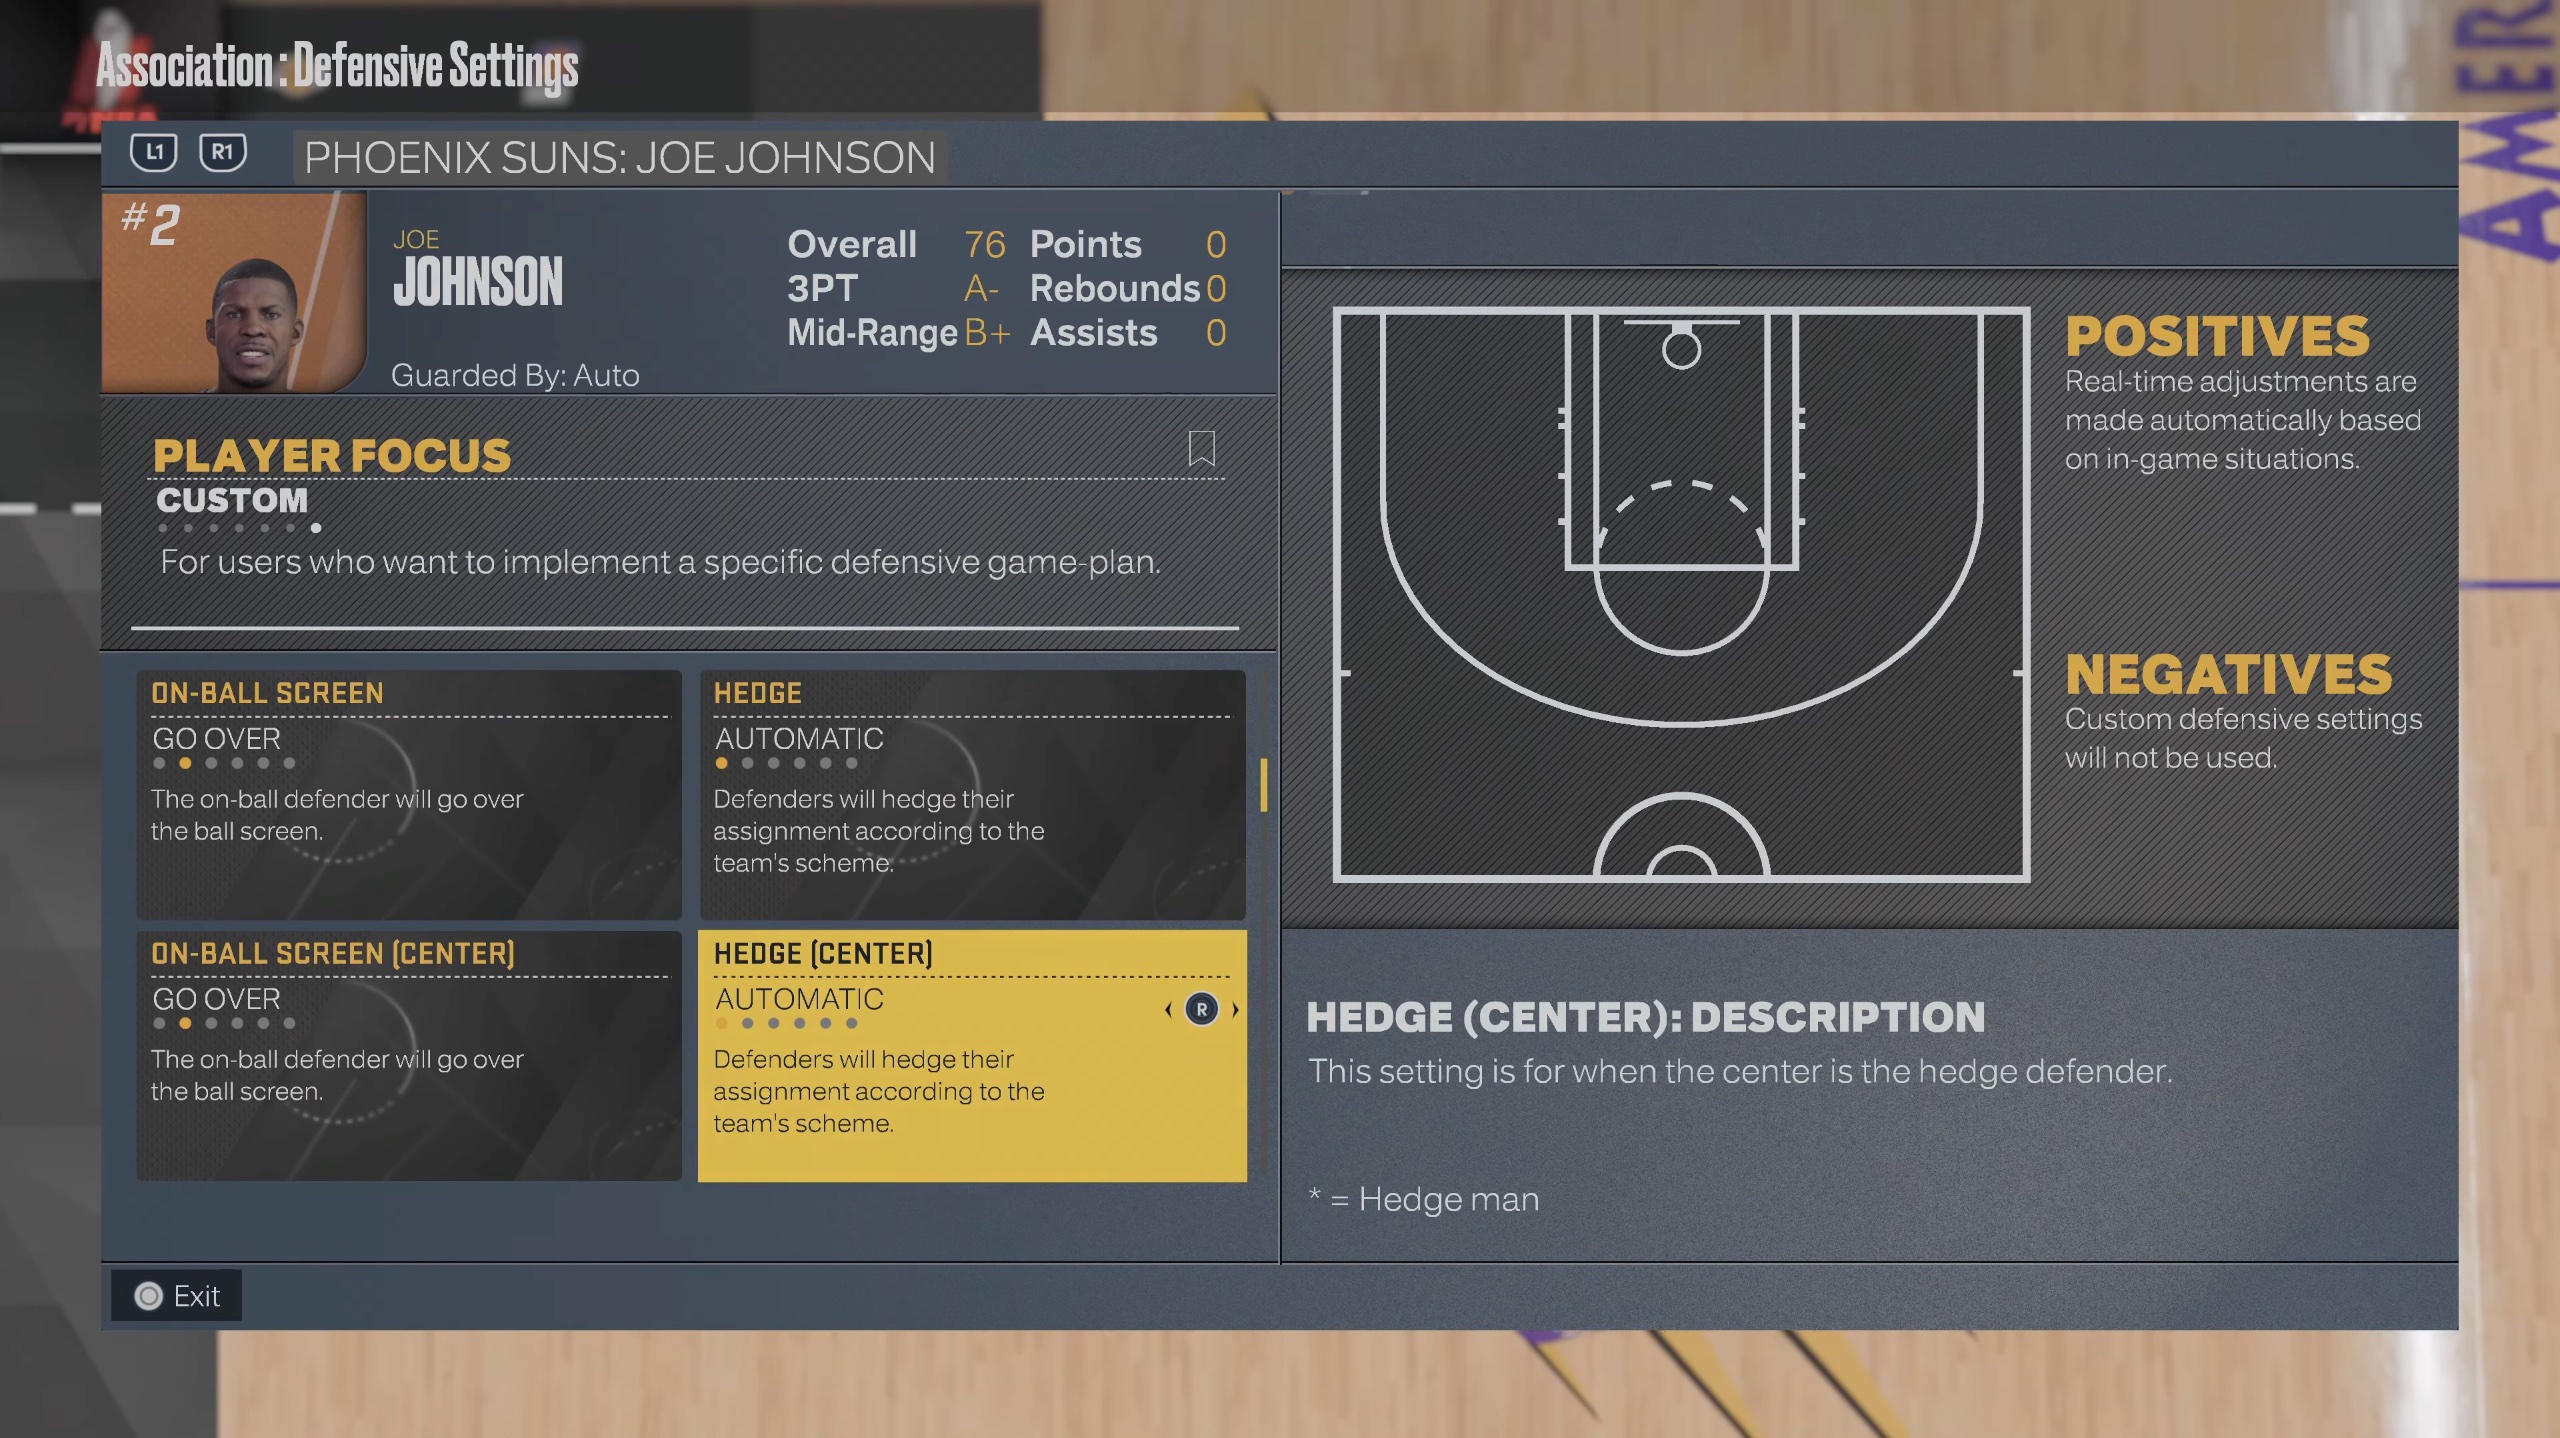 Association : Defensive Settings
L1 R1 PHOENIX SUNS: JOE JOHNSON
#2
JOE
JOHNSON
Guarded By: Auto
Overall 76 Points 0
3PT A- Rebounds 0
Mid-Range B+ Assists 0
PLAYER FOCUS
CUSTOM
For users who want to implement a specific defensive game-plan.
ON-BALL SCREEN
GO OVER
The on-ball defender will go over
the ball screen.
HEDGE
AUTOMATIC
Defenders will hedge their
assignment according to the
team's scheme.
ON-BALL SCREEN (CENTER)
GO OVER
The on-ball defender will go over
the ball screen.
HEDGE (CENTER)
AUTOMATIC
R
Defenders will hedge their
assignment according to the
team's scheme.
POSITIVES
Real-time adjustments are
made automatically based
on in-game situations.
NEGATIVES
Custom defensive settings
will not be used.
HEDGE (CENTER): DESCRIPTION
This setting is for when the center is the hedge defender.
* = Hedge man
Exit